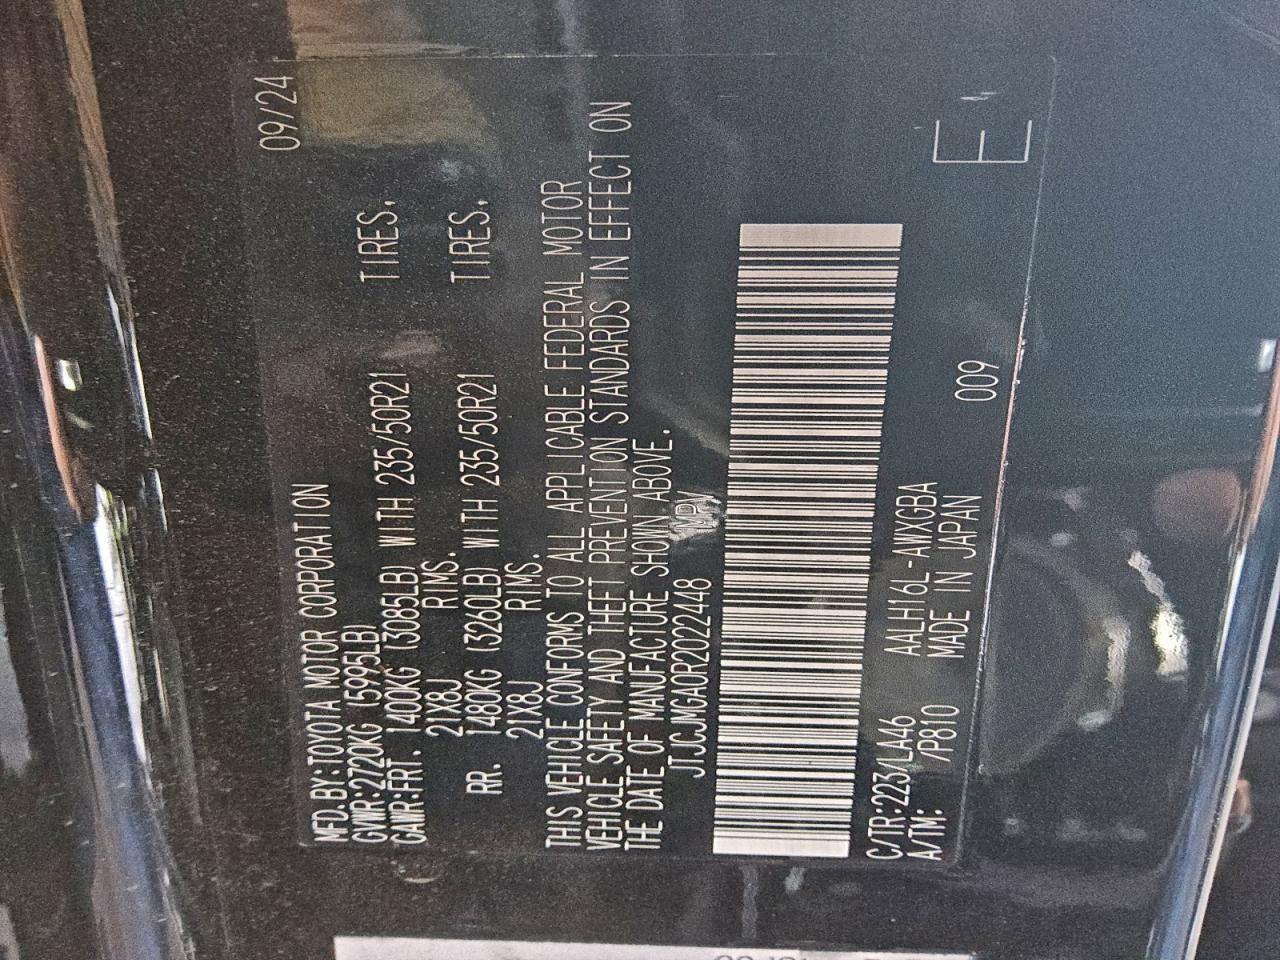 MFD.BY:TOYOTA MOTOR CORPORATION 09/24
GVWR:2720KG (5995LB)
GAWR:FRT. 1400KG (3085LB) WITH 235/50R21 TIRES,
21X8J RIMS.
RR. 1480KG (3260LB) WITH 235/50R21 TIRES,
21X8J RIMS.
THIS VEHICLE CONFORMS TO ALL APPLICABLE FEDERAL MOTOR
VEHICLE SAFETY AND THEFT PREVENTION STANDARDS IN EFFECT ON
THE DATE OF MANUFACTURE SHOWN ABOVE.
JTJCJMGA0R2022448 MPV
C/TR:223/LA46 AALH16L-AWXGBA
A/TM: /P810 MADE IN JAPAN 009
E